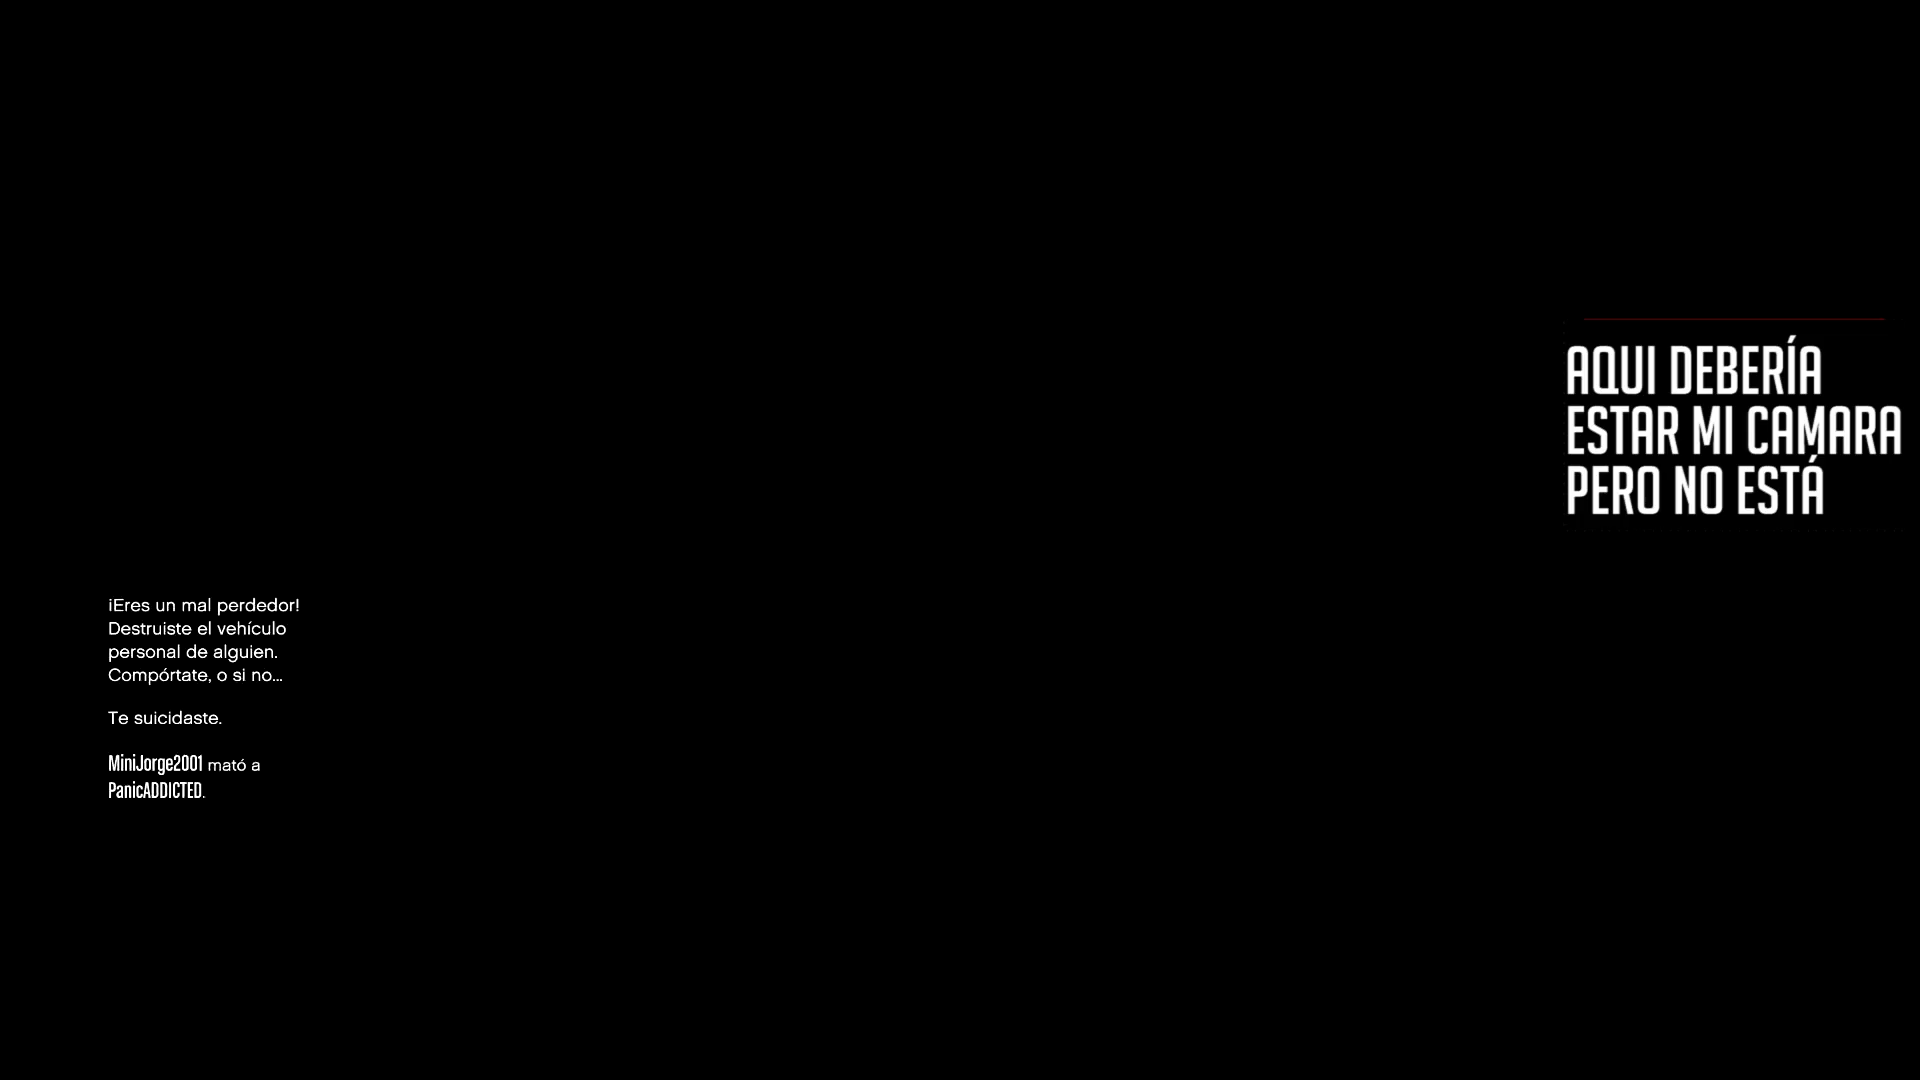 AQUI DEBERÍA
ESTAR MI CAMARA
PERO NO ESTÁ
¡Eres un mal perdedor!
Destruiste el vehículo
personal de alguien.
Compórtate, o si no...
Te suicidaste.
MiniJorge2001 mató a
PanicADDICTED.